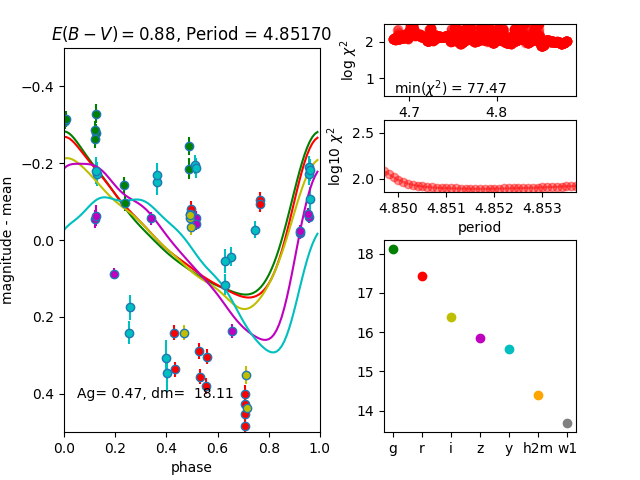 E(B − V) = 0.88, Period = 4.85170
magnitude - mean
−0.4
−0.2
0.0
0.2
0.4
Ag= 0.47, dm= 18.11
0.0 0.2 0.4 0.6 0.8 1.0
phase
log χ²
2
1
min(χ²) = 77.47
4.7 4.8
log10 χ²
2.5
2.0
4.850 4.851 4.852 4.853
period
18
17
16
15
14
g r i z y h2m w1